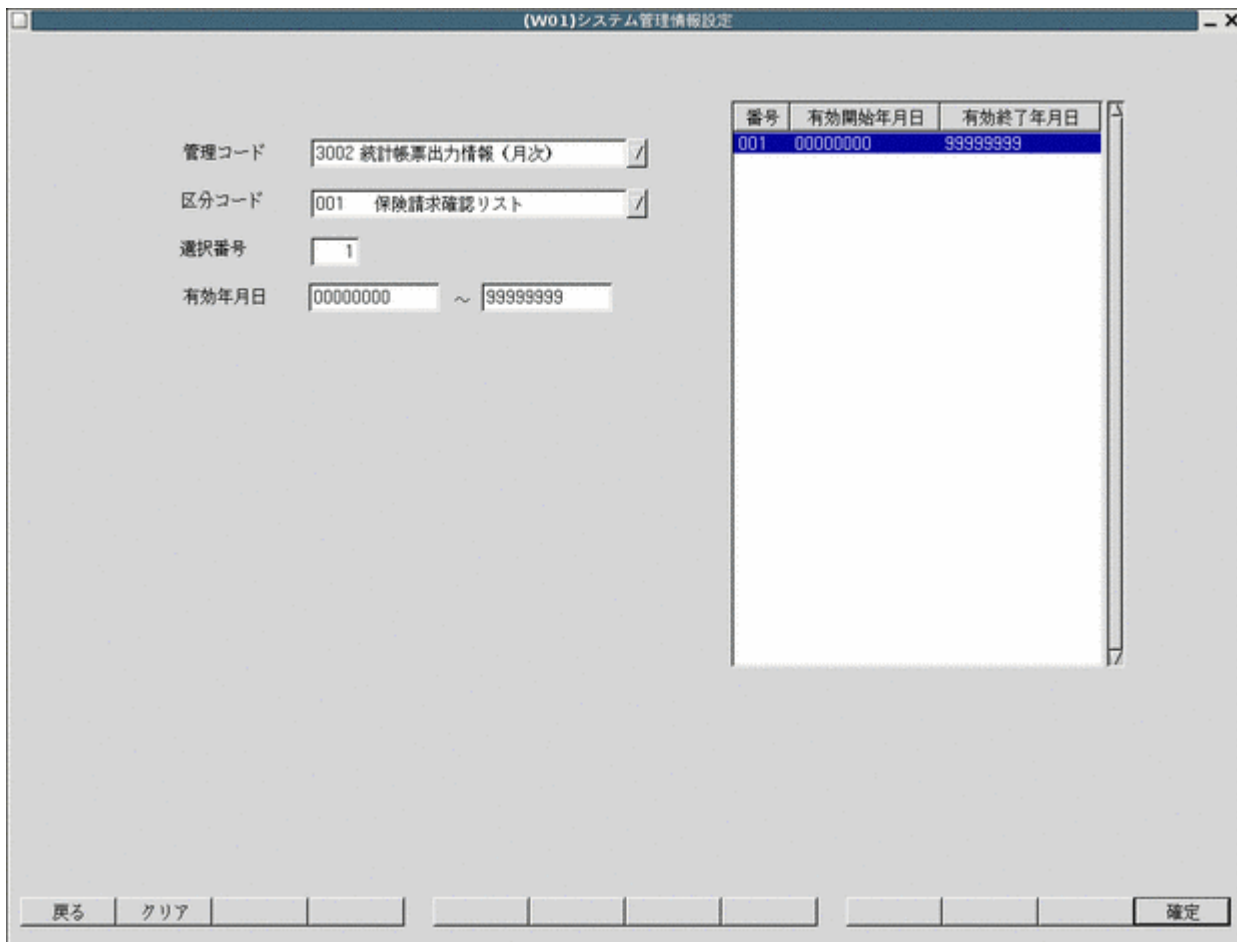 (W01)システム管理情報設定
管理コード 3002 統計帳票出力情報（月次）
区分コード 001 保険請求確認リスト
選択番号 1
有効年月日 00000000 ～ 99999999
番号 有効開始年月日 有効終了年月日
001 00000000 99999999
戻る クリア 確定